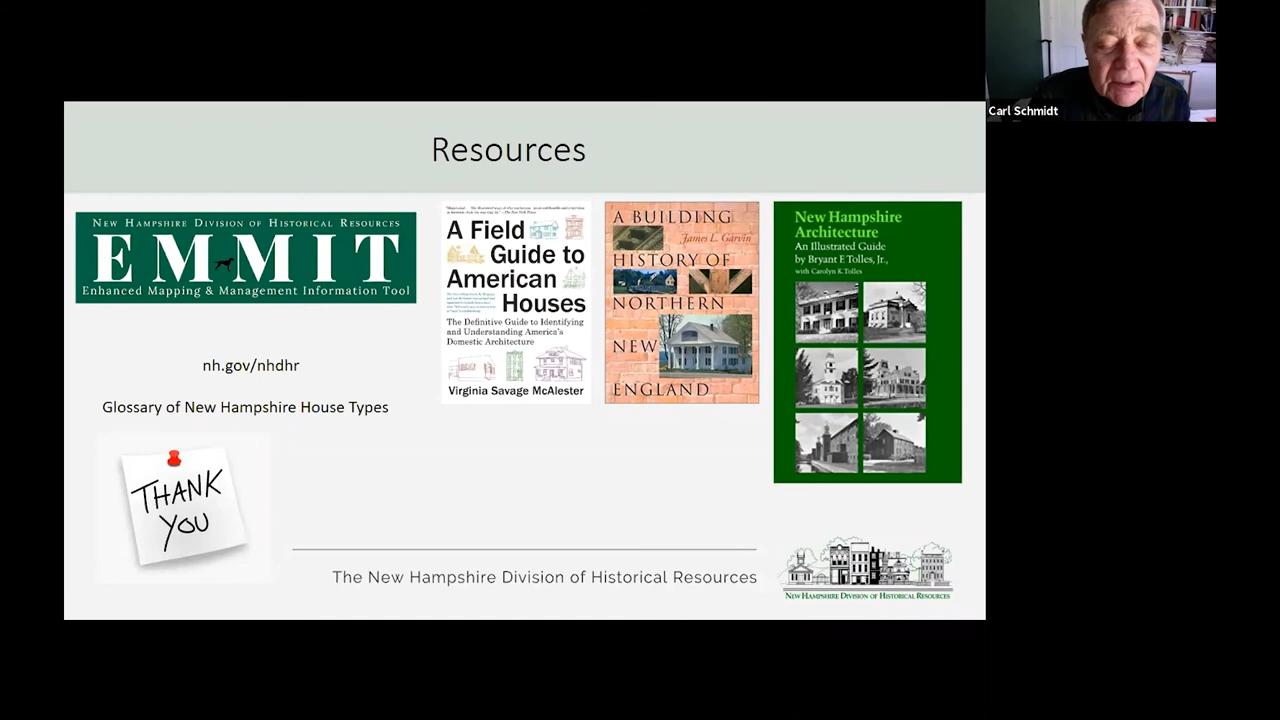 Carl Schmidt
Resources
NEW HAMPSHIRE DIVISION OF HISTORICAL RESOURCES
EMMIT
Enhanced Mapping & Management Information Tool
nh.gov/nhdhr
Glossary of New Hampshire House Types
THANK
YOU
A Field
Guide to
American
Houses
The Definitive Guide to Identifying
and Understanding America's
Domestic Architecture
Virginia Savage McAlester
A BUILDING
James L. Garvin
HISTORY OF
NORTHERN
NEW
ENGLAND
New Hampshire
Architecture
An Illustrated Guide
by Bryant F. Tolles, Jr.,
with Carolyn K. Tolles
The New Hampshire Division of Historical Resources
NEW HAMPSHIRE DIVISION OF HISTORICAL RESOURCES